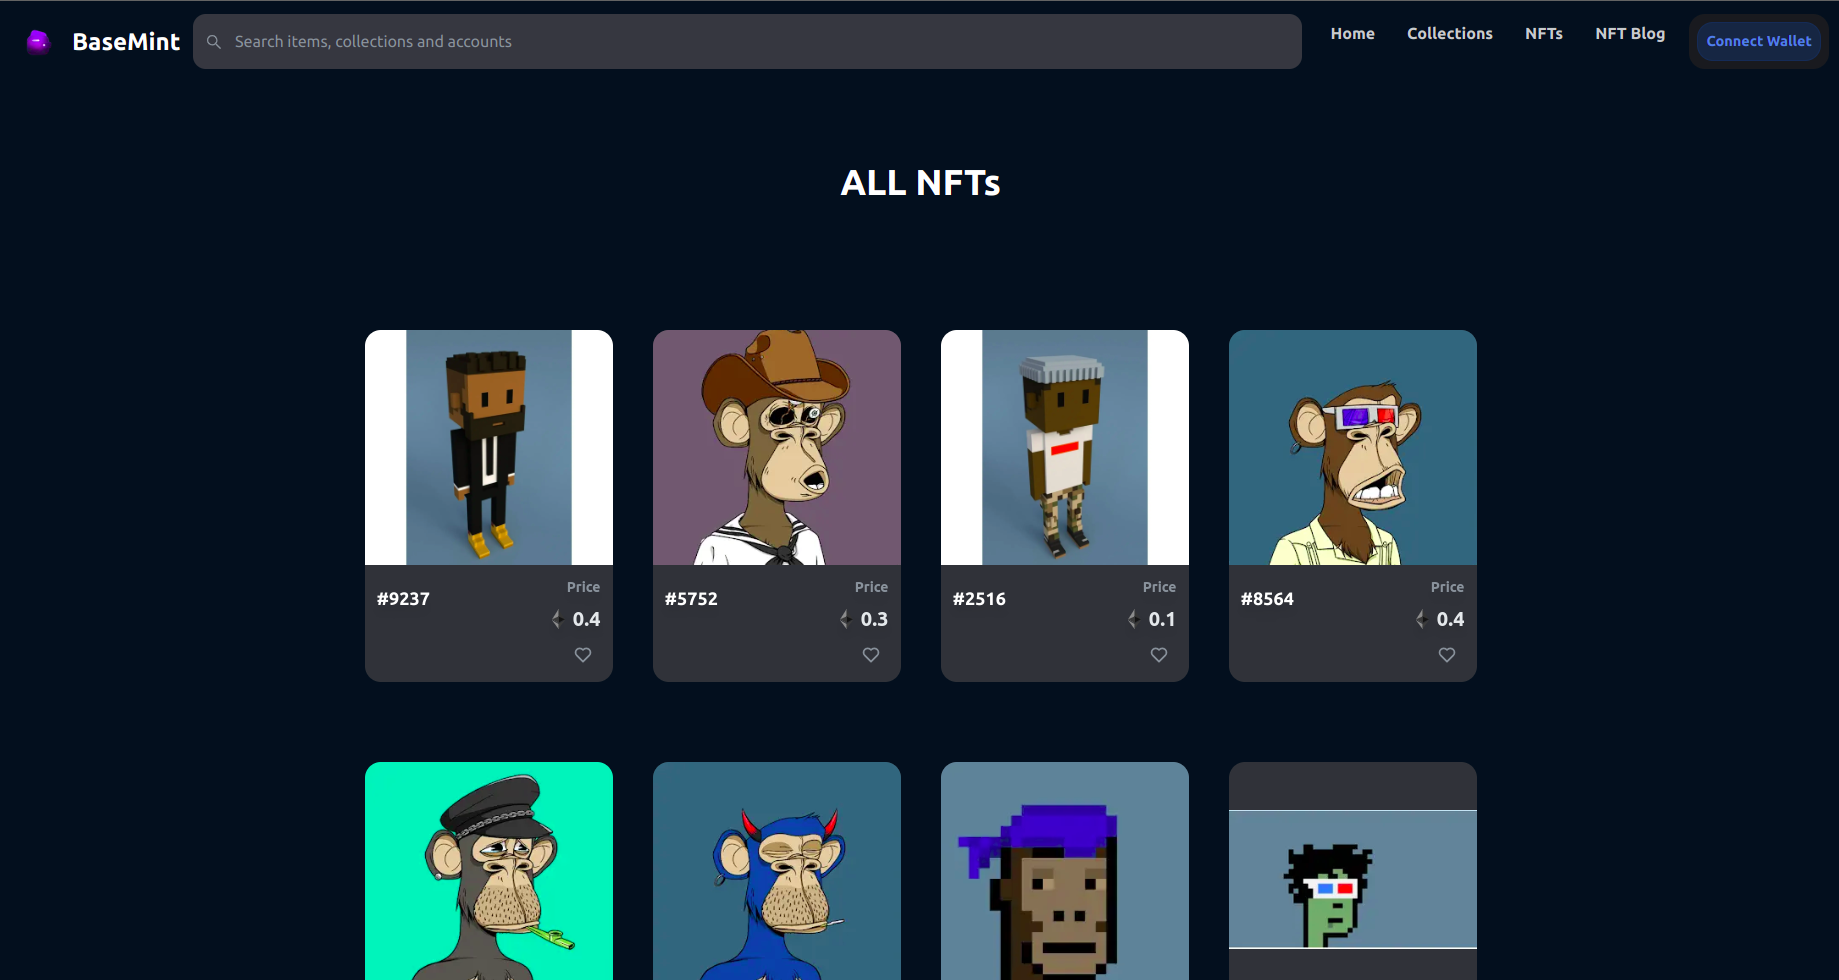 BaseMint
Search items, collections and accounts
Home
Collections
NFTs
NFT Blog
Connect Wallet
ALL NFTs
#9237
Price
0.4
#5752
Price
0.3
#2516
Price
0.1
#8564
Price
0.4